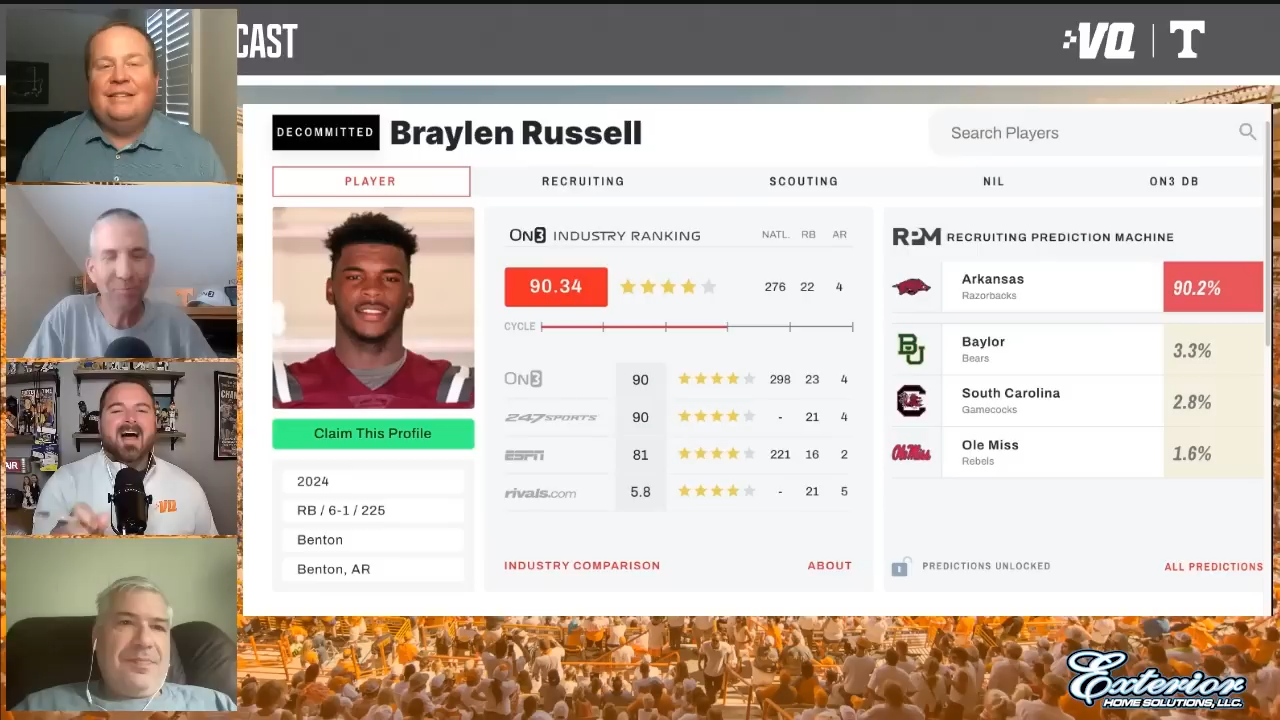 CAST
VQ | T
DECOMMITTED
Braylen Russell
Search Players
PLAYER
RECRUITING
SCOUTING
NIL
ON3 DB
ON3 INDUSTRY RANKING
NATL. RB AR
90.34
276 22 4
CYCLE
ON3 90 298 23 4
247SPORTS 90 - 21 4
ESPN 81 221 16 2
rivals.com 5.8 - 21 5
INDUSTRY COMPARISON
ABOUT
Claim This Profile
2024
RB / 6-1 / 225
Benton
Benton, AR
RPM RECRUITING PREDICTION MACHINE
Arkansas
Razorbacks
90.2%
BU
Baylor
Bears
3.3%
South Carolina
Gamecocks
2.8%
Ole Miss
Ole Miss
Rebels
1.6%
PREDICTIONS UNLOCKED
ALL PREDICTIONS
AIR
VQ
Exterior
HOME SOLUTIONS, LLC.